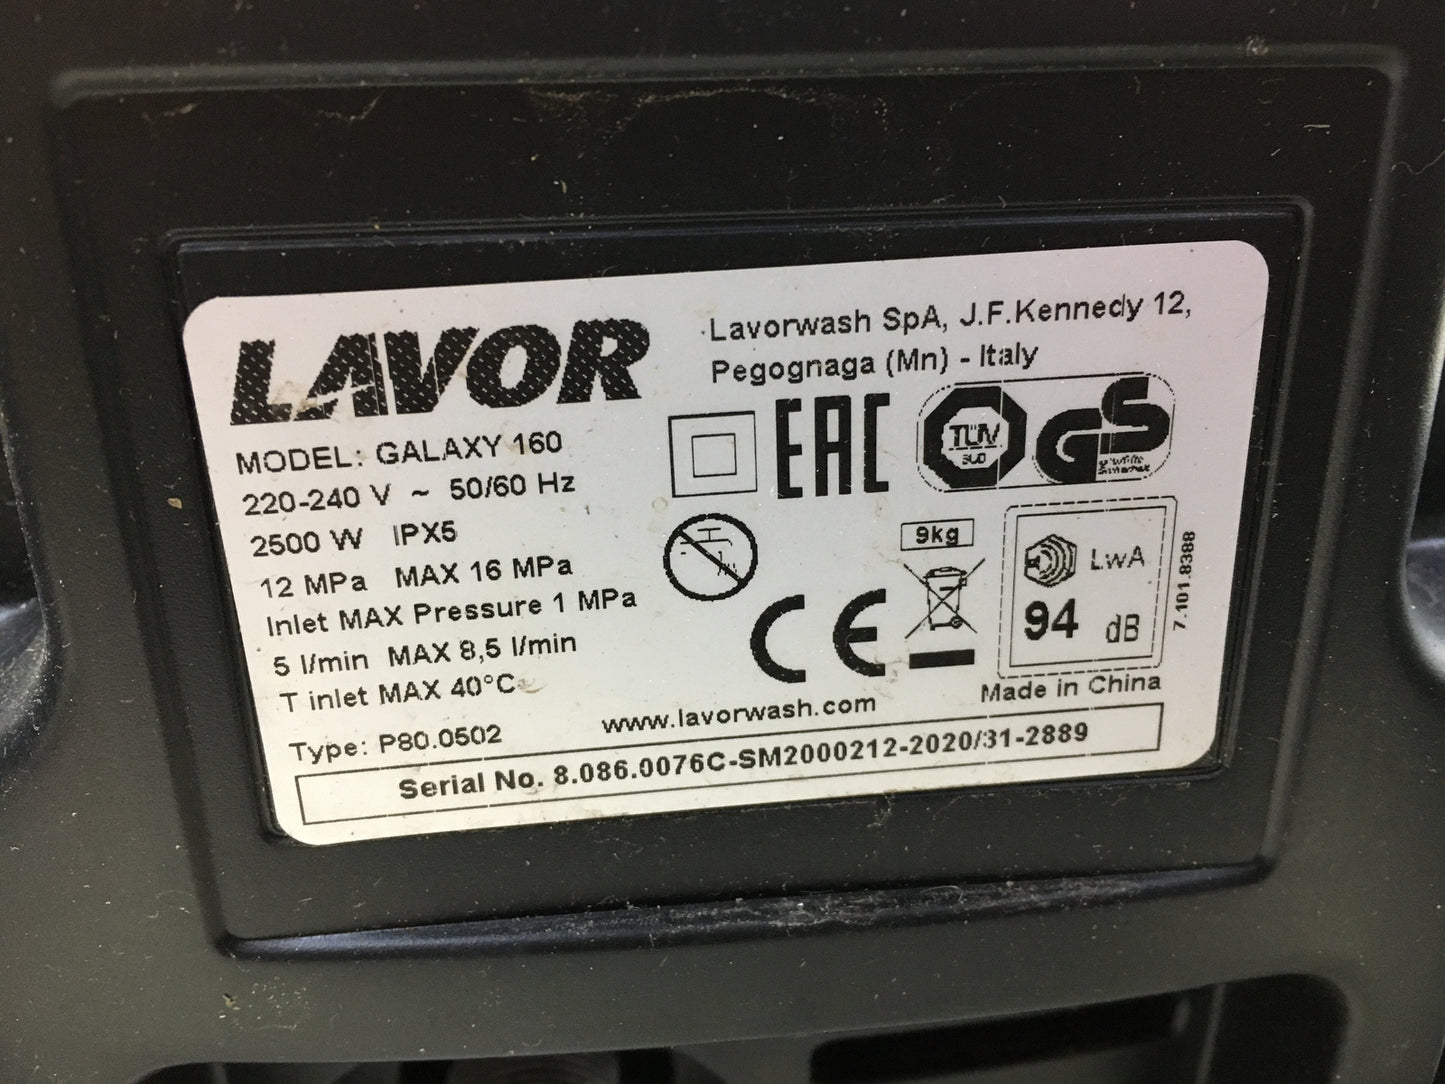 LAVOR
Lavorwash SpA, J.F.Kennedy 12,
Pegognaga (Mn) - Italy
MODEL: GALAXY 160
220-240 V ~ 50/60 Hz
2500 W IPX5
12 MPa MAX 16 MPa
Inlet MAX Pressure 1 MPa
5 l/min MAX 8,5 l/min
T inlet MAX 40°C
Type: P80.0502
EAC
TÜV
SUD
GS
9kg
CE
LwA
94 dB
7.101.8388
Made in China
www.lavorwash.com
Serial No. 8.086.0076C-SM2000212-2020/31-2889